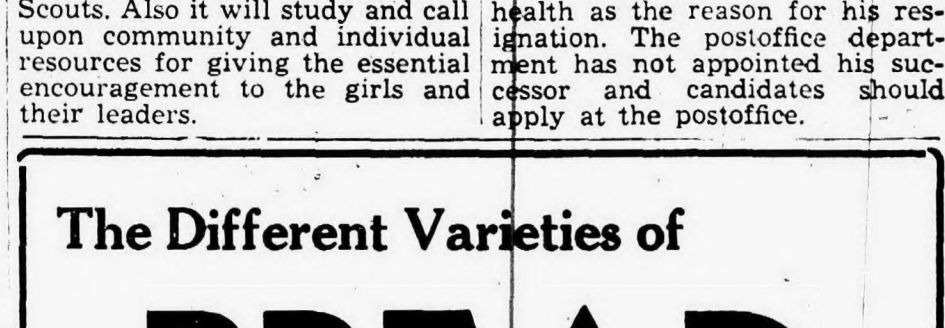 Scouts. Also it will study and call
upon community and individual
resources for giving the essential
encouragement to the girls and
their leaders.
health as the reason for his res-
ignation. The postoffice depart-
ment has not appointed his suc-
cessor and candidates should
apply at the postoffice.
The Different Varieties of
BREAD